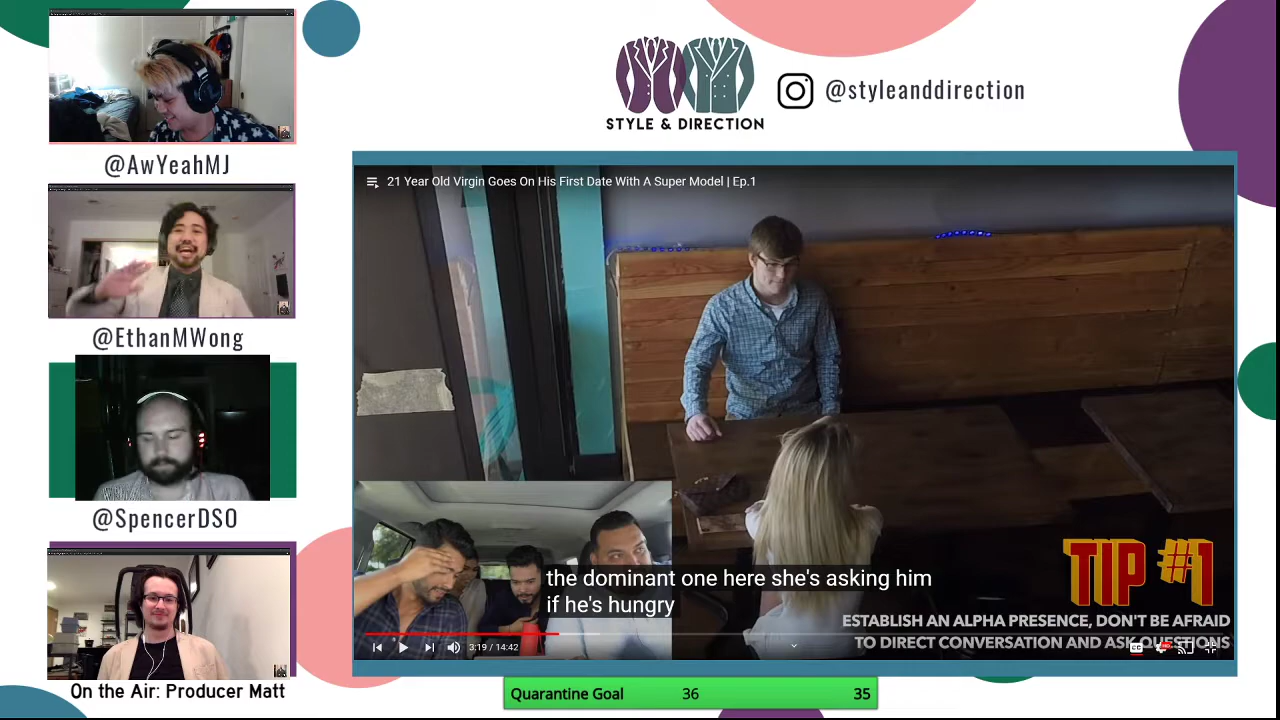 @AwYeahMJ
@EthanMWong
@SpencerDSO
On the Air: Producer Matt
STYLE & DIRECTION
@styleanddirection
21 Year Old Virgin Goes On His First Date With A Super Model | Ep.1
the dominant one here she's asking him
if he's hungry
TIP #1
ESTABLISH AN ALPHA PRESENCE, DON'T BE AFRAID
TO DIRECT CONVERSATION AND ASK QUESTIONS
3:19 / 14:42
Quarantine Goal 36 35